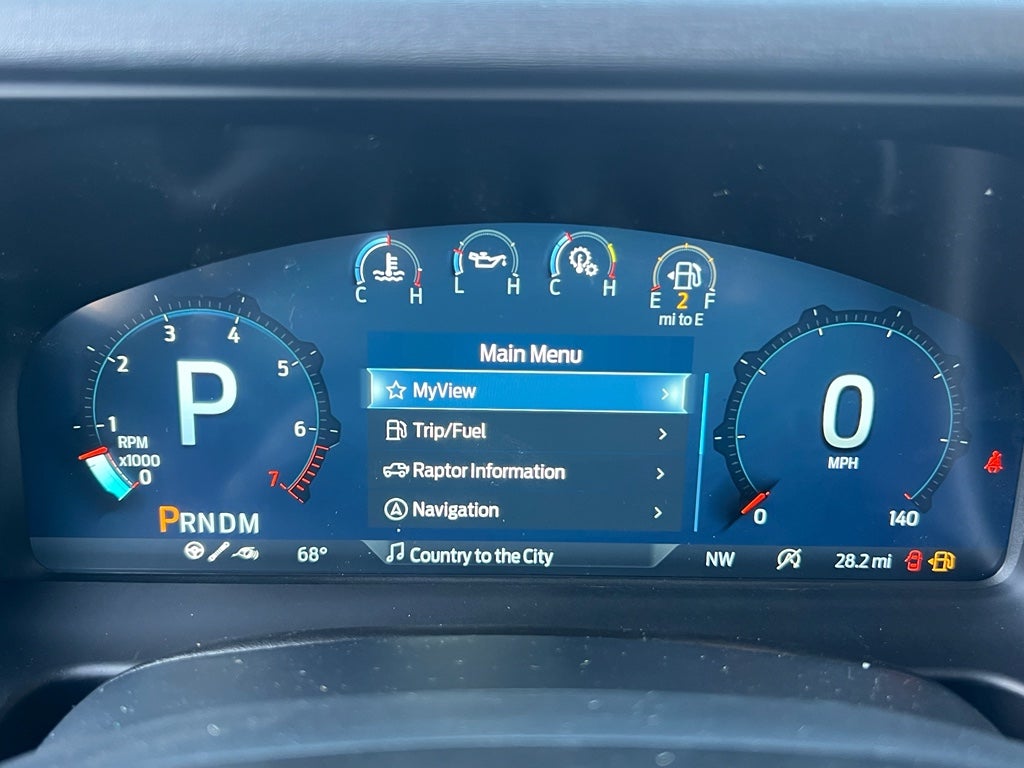 C H
L H
C H
E 2 F
mi to E
Main Menu
MyView
Trip/Fuel
Raptor Information
Navigation
Country to the City
0
1
2
3
4
5
6
7
P
RPM
x1000
PRNDM
68°
0
MPH
0
140
NW
28.2 mi